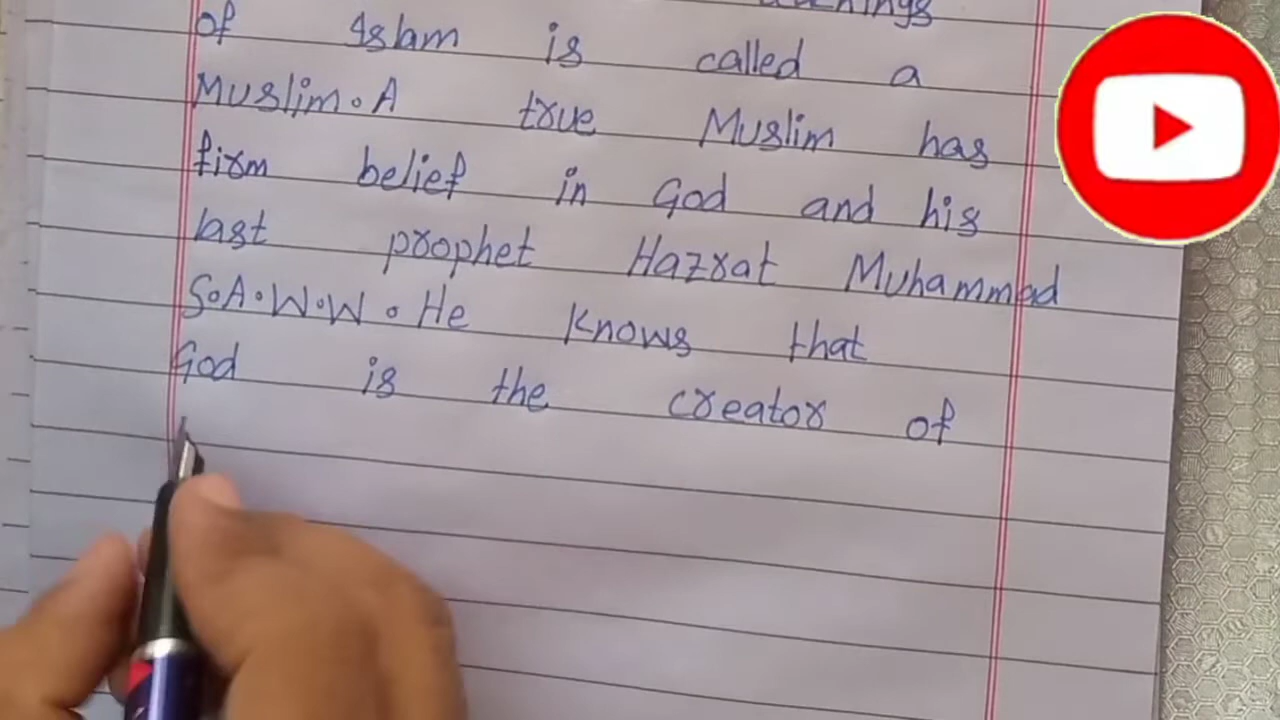 of Islam is called a
Muslim. A true Muslim has
firm belief in God and his
last prophet Hazrat Muhammad
S.A.W.W. He knows that
God is the creator of